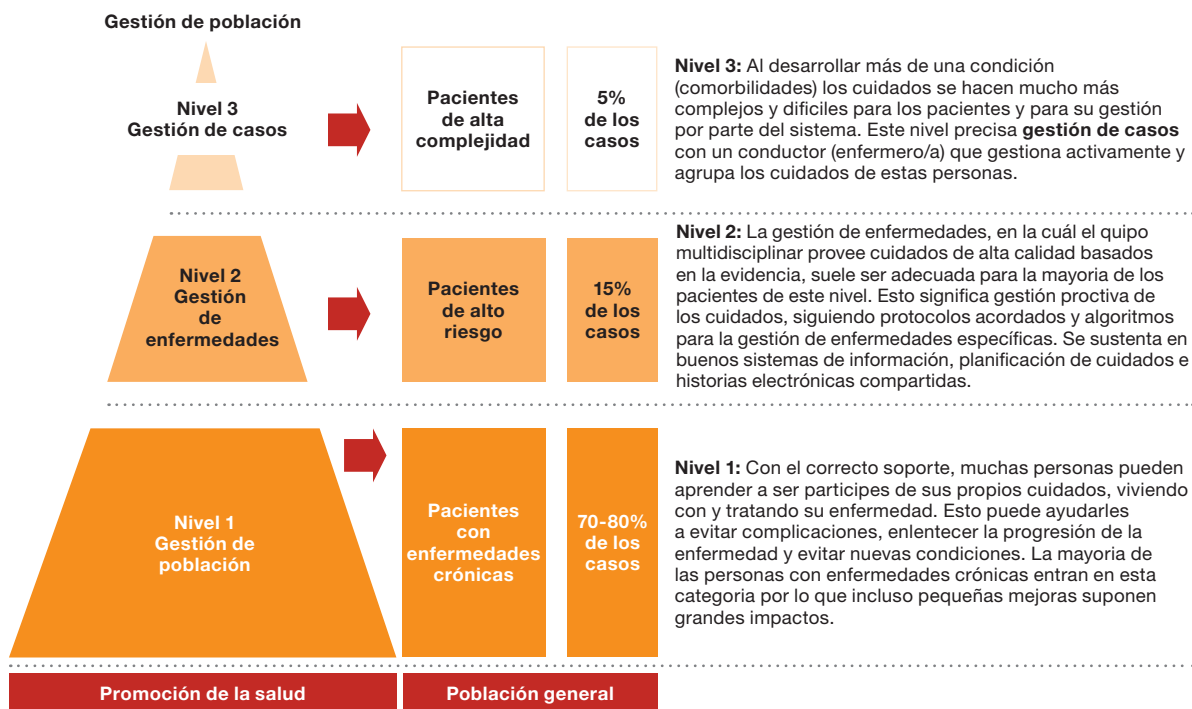 Gestión de población
Nivel 3
Gestión de casos
Pacientes
de alta
complejidad
5%
de los
casos
Nivel 3: Al desarrollar más de una condición
(comorbilidades) los cuidados se hacen mucho más
complejos y dificiles para los pacientes y para su gestión
por parte del sistema. Este nivel precisa gestión de casos
con un conductor (enfermero/a) que gestiona activamente y
agrupa los cuidados de estas personas.
Nivel 2
Gestión
de
enfermedades
Pacientes
de alto
riesgo
15%
de los
casos
Nivel 2: La gestión de enfermedades, en la cuál el quipo
multidisciplinar provee cuidados de alta calidad basados
en la evidencia, suele ser adecuada para la mayoria de los
pacientes de este nivel. Esto significa gestión proctiva de
los cuidados, siguiendo protocolos acordados y algoritmos
para la gestión de enfermedades específicas. Se sustenta en
buenos sistemas de información, planificación de cuidados e
historias electrónicas compartidas.
Nivel 1
Gestión de
población
Pacientes
con
enfermedades
crónicas
70-80%
de los
casos
Nivel 1: Con el correcto soporte, muchas personas pueden
aprender a ser participes de sus propios cuidados, viviendo
con y tratando su enfermedad. Esto puede ayudarles
a evitar complicaciones, enlentecer la progresión de la
enfermedad y evitar nuevas condiciones. La mayoria de
las personas con enfermedades crónicas entran en esta
categoria por lo que incluso pequeñas mejoras suponen
grandes impactos.
Promoción de la salud
Población general